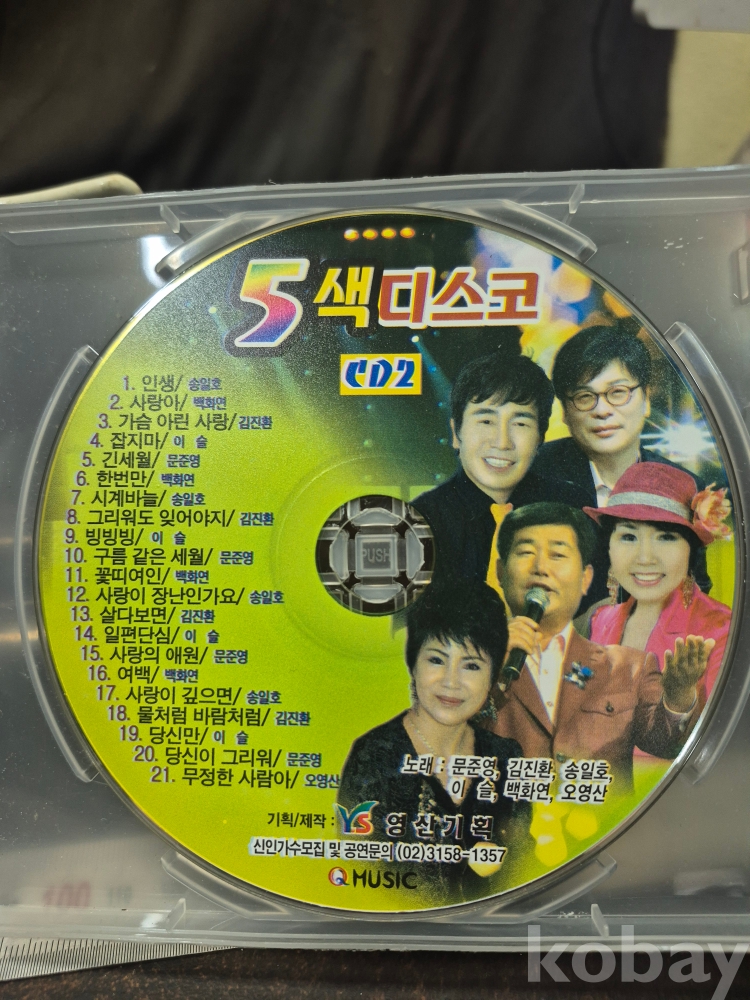 5색디스코
CD2
1. 인생/ 송일호
2. 사랑아/ 백화연
3. 가슴 아린 사랑/ 김진환
4. 잡지마/ 이 슬
5. 긴세월/ 문준영
6. 한번만/ 백화연
7. 시계바늘/ 송일호
8. 그리워도 잊어야지/ 김진환
9. 빙빙빙/ 이 슬
10. 구름 같은 세월/ 문준영
11. 꽃띠여인/ 백화연
12. 사랑이 장난인가요/ 송일호
13. 살다보면/ 김진환
14. 일편단심/ 이 슬
15. 사랑의 애원/ 문준영
16. 여백/ 백화연
17. 사랑이 깊으면/ 송일호
18. 물처럼 바람처럼/ 김진환
19. 당신만/ 이 슬
20. 당신이 그리워/ 문준영
21. 무정한 사람아/ 오영산
노래 : 문준영, 김진환, 송일호,
이 슬, 백화연, 오영산
기획/제작 : YS 영산기획
신인가수모집 및 공연문의 (02)3158-1357
Q MUSIC
PUSH
kobay